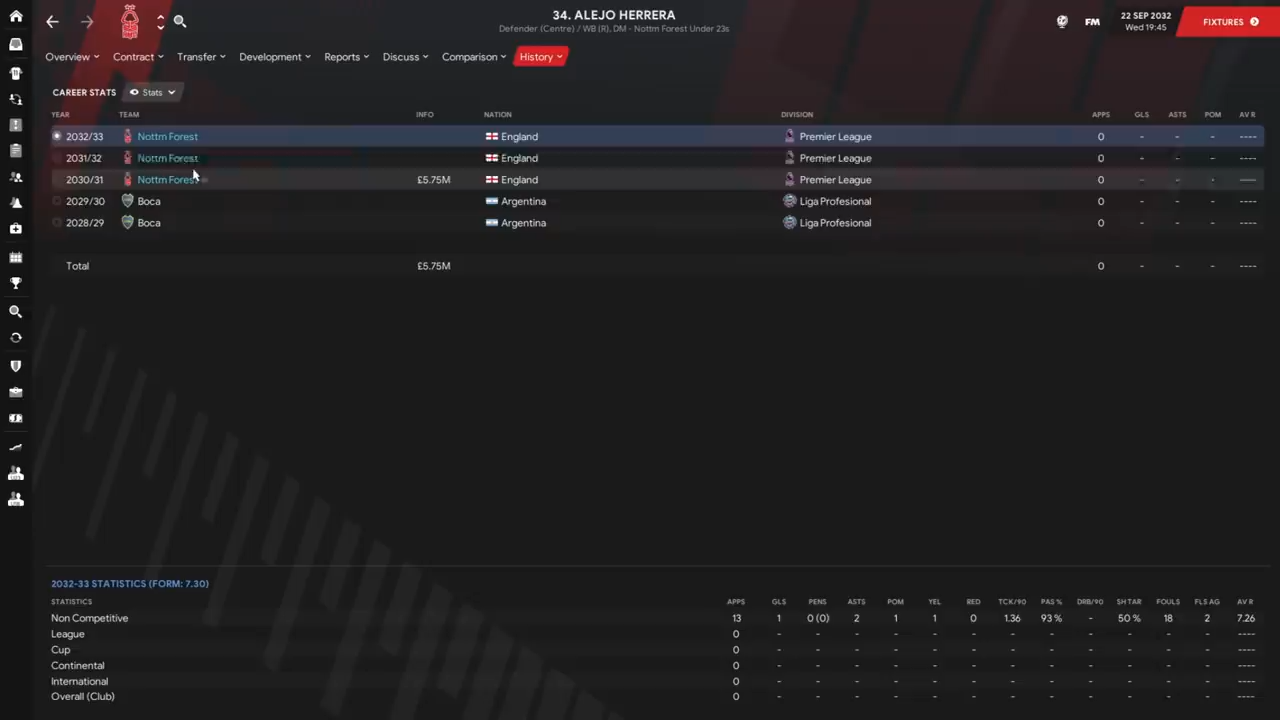 34. ALEJO HERRERA
Defender (Centre) / WB (R), DM - Nottm Forest Under 23s
FM
22 SEP 2032
Wed 19:45
FIXTURES
Overview Contract Transfer Development Reports Discuss Comparison History
CAREER STATS Stats
YEAR TEAM INFO NATION DIVISION APPS GLS ASTS POM AV R
2032/33 Nottm Forest England Premier League 0 - - - ----
2031/32 Nottm Forest England Premier League 0 - - - ----
2030/31 Nottm Forest £5.75M England Premier League 0 - - - ----
2029/30 Boca Argentina Liga Profesional 0 - - - ----
2028/29 Boca Argentina Liga Profesional 0 - - - ----
Total £5.75M 0 - - - ----
2032-33 STATISTICS (FORM: 7.30)
STATISTICS APPS GLS PENS ASTS POM YEL RED TCK/90 PAS % DRB/90 SH TAR FOULS FLS AG AV R
Non Competitive 13 1 0 (0) 2 1 1 0 1.36 93 % - 50 % 18 2 7.26
League 0 - - - - - - - - - - - - ----
Cup 0 - - - - - - - - - - - - ----
Continental 0 - - - - - - - - - - - - ----
International 0 - - - - - - - - - - - - ----
Overall (Club) 0 - - - - - - - - - - - - ----